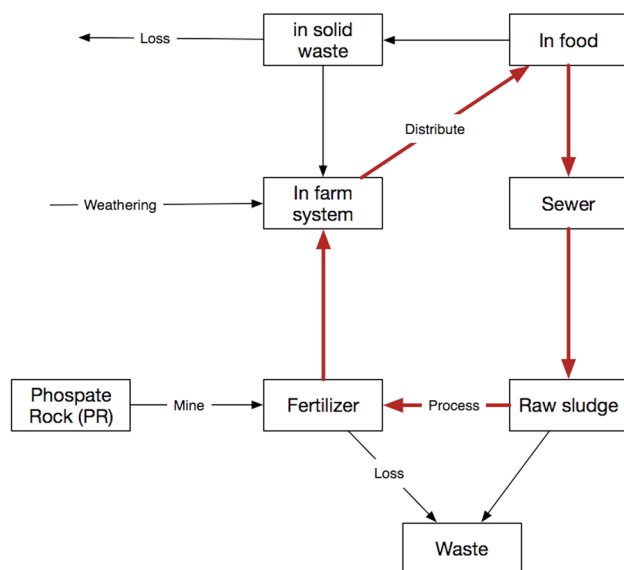 Loss
in solid
waste
In food
Distribute
Weathering
In farm
system
Sewer
Phospate
Rock (PR)
Mine
Fertilizer
Process
Raw sludge
Loss
Waste